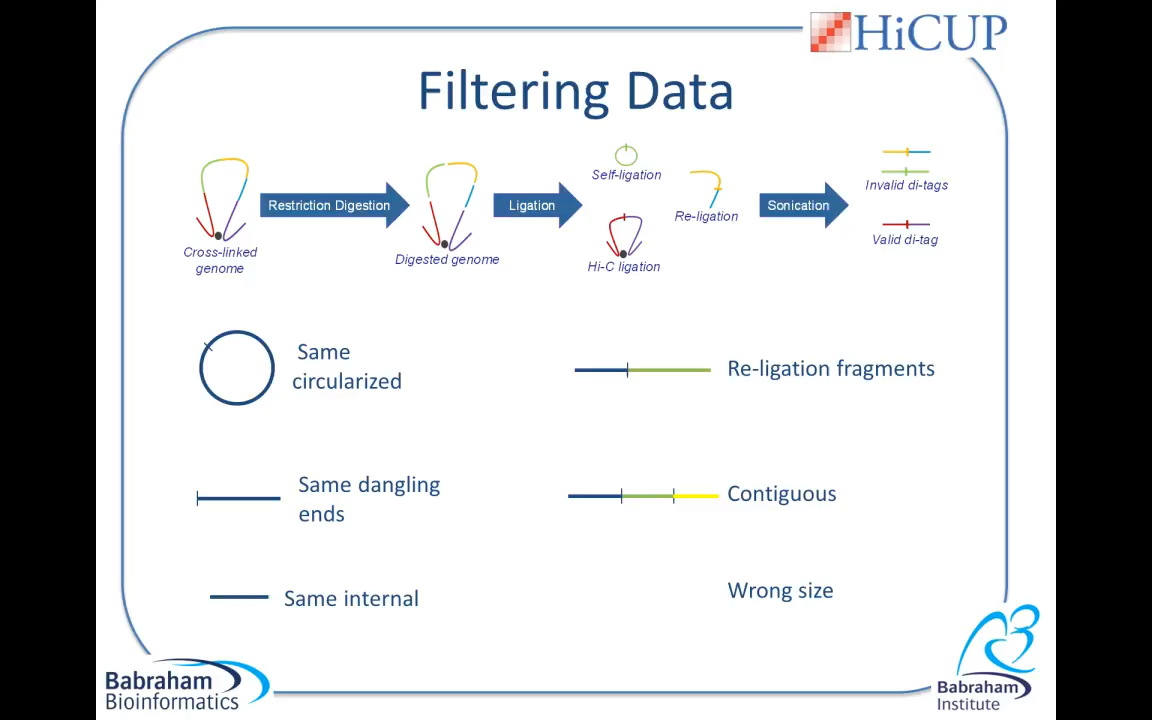 HiCUP
Filtering Data
Self-ligation
Invalid di-tags
Restriction Digestion
Ligation
Re-ligation
Sonication
Valid di-tag
Cross-linked
genome
Digested genome
Hi-C ligation
Same
circularized
Re-ligation fragments
Same dangling
ends
Contiguous
Same internal
Wrong size
Babraham
Bioinformatics
Babraham
Institute